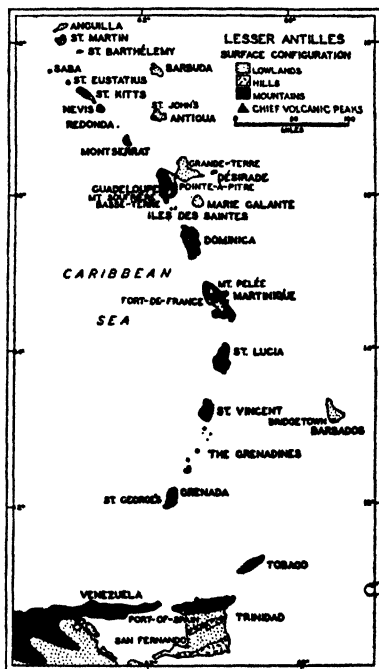 ANGUILLA
ST. MARTIN
ST. BARTHÉLEMY
SABA
ST. EUSTATIUS
ST. KITTS
NEVIS
REDONDA
MONTSERRAT
BARBUDA
ST. JOHN'S
ANTIGUA
LESSER ANTILLES
SURFACE CONFIGURATION
LOWLANDS
HILLS
MOUNTAINS
CHIEF VOLCANIC PEAKS
MILES
GRANDE-TERRE
DÉSIRADE
GUADELOUPE
POINTE-À-PITRE
BASSE-TERRE
MARIE GALANTE
ILES DES SAINTES
DOMINICA
CARIBBEAN
SEA
MT. PELÉE
MARTINIQUE
FORT-DE-FRANCE
ST. LUCIA
ST. VINCENT
BRIDGETOWN
BARBADOS
THE GRENADINES
ST. GEORGE'S
GRENADA
TOBAGO
VENEZUELA
PORT-OF-SPAIN
TRINIDAD
SAN FERNANDO